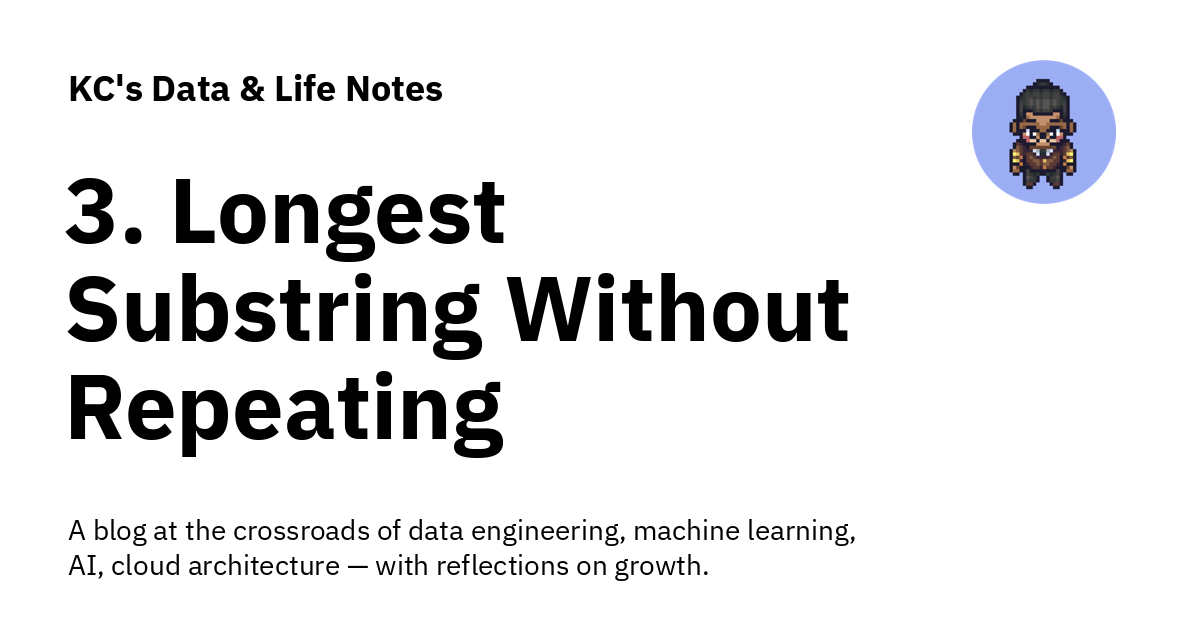 KC's Data & Life Notes
3. Longest
Substring Without
Repeating
A blog at the crossroads of data engineering, machine learning,
AI, cloud architecture — with reflections on growth.